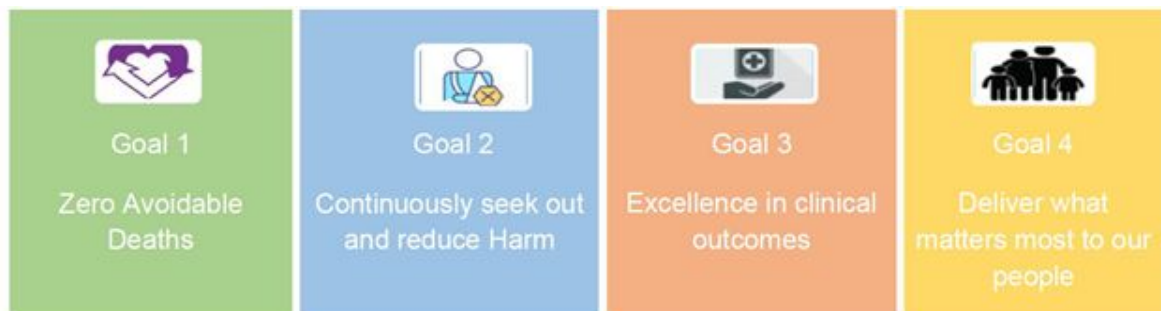 Goal 1
Zero Avoidable
Deaths
Goal 2
Continuously seek out
and reduce Harm
Goal 3
Excellence in clinical
outcomes
Goal 4
Deliver what
matters most to our
people